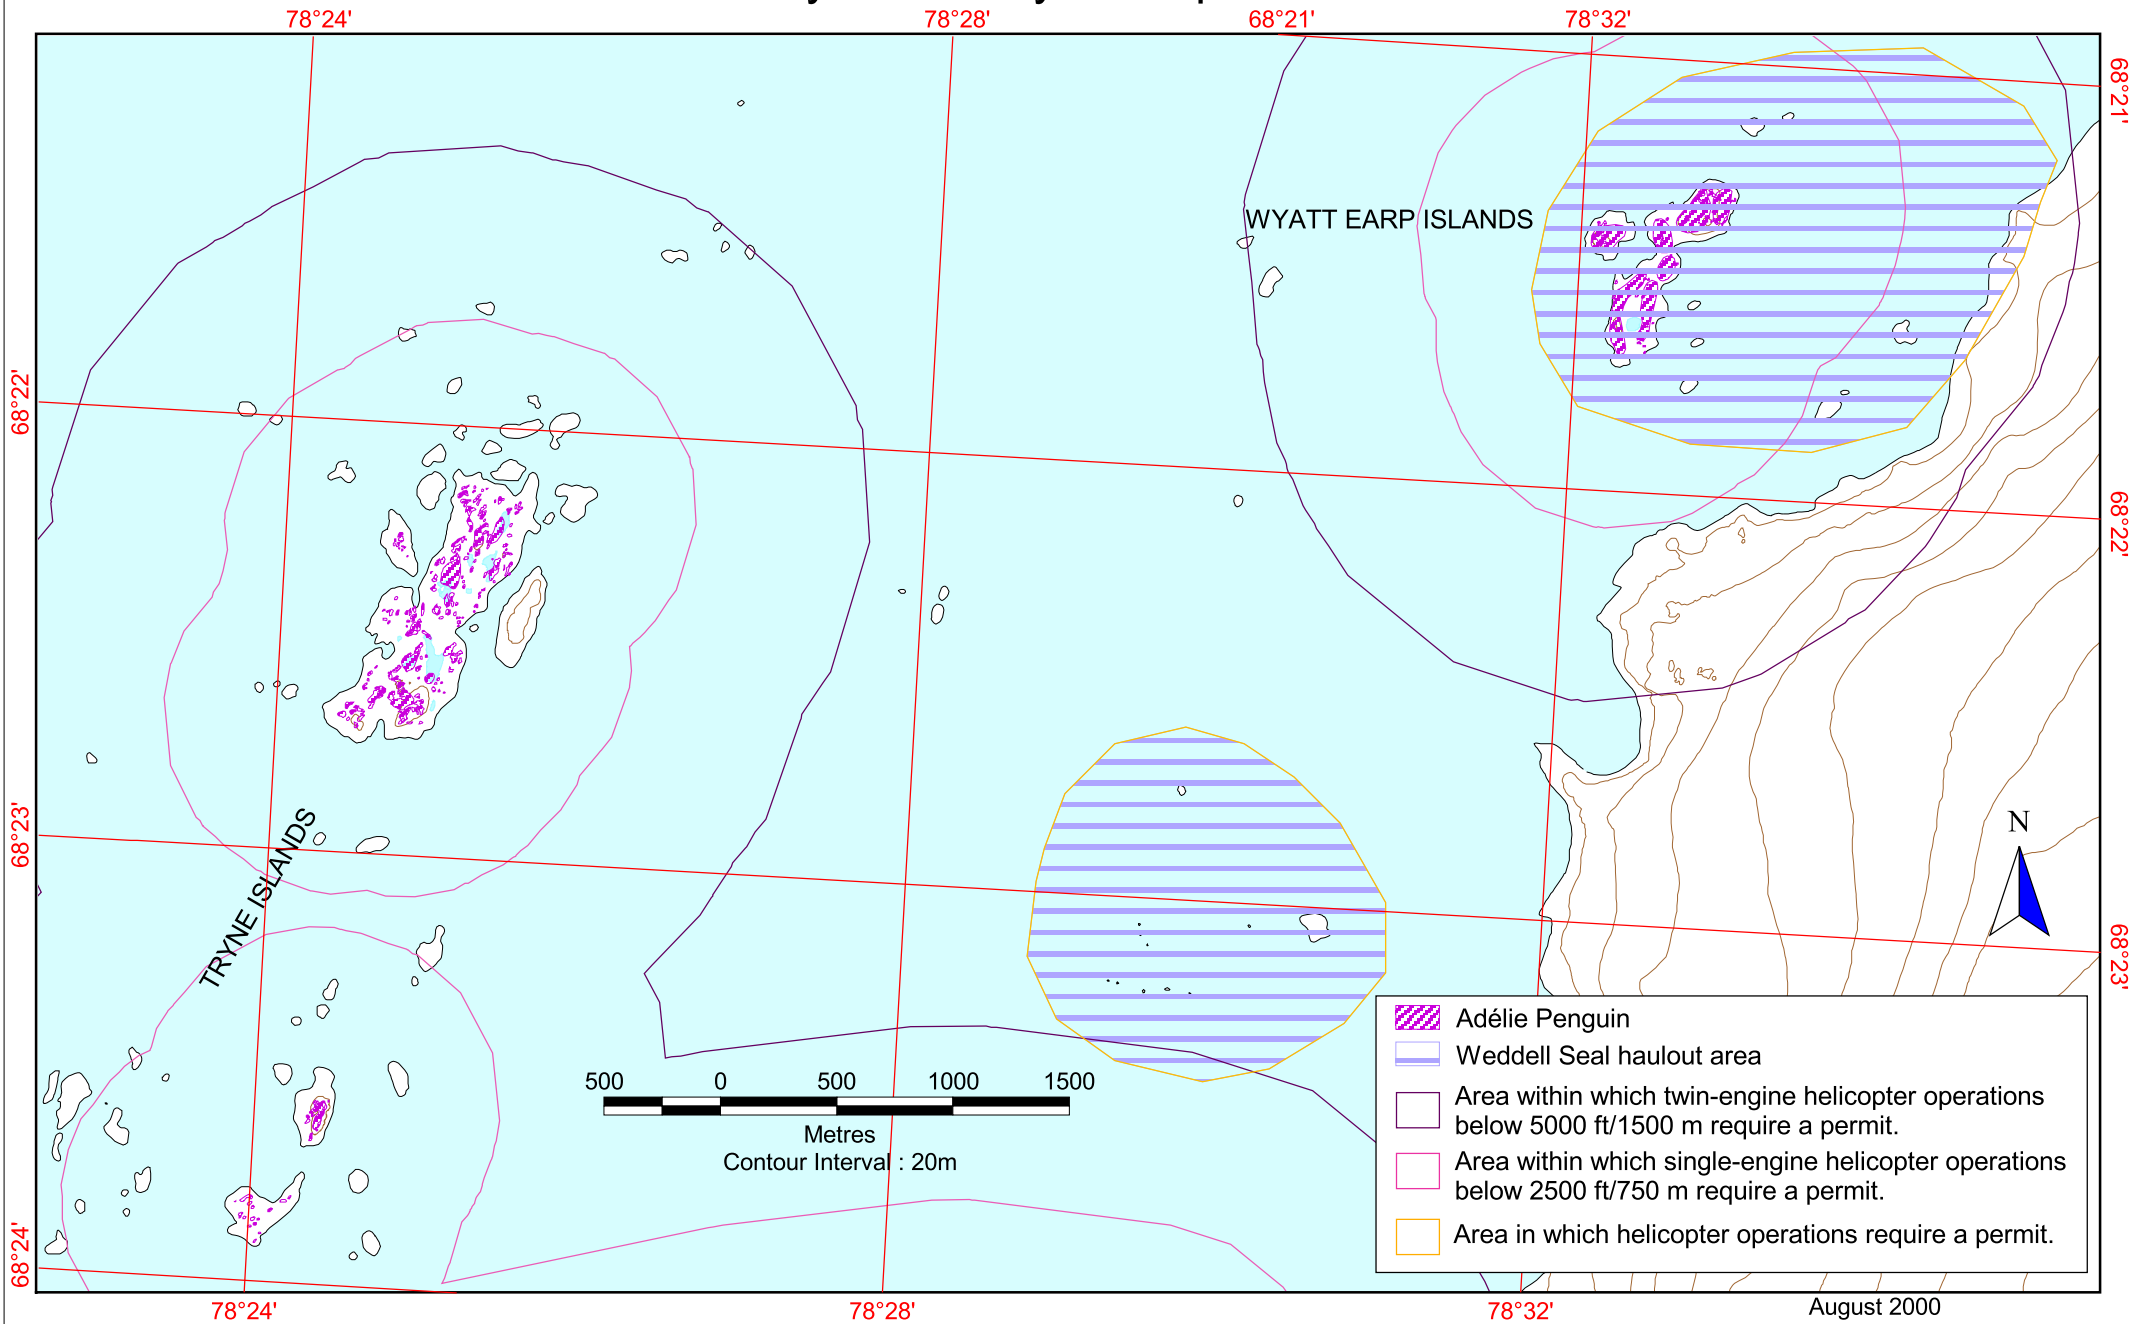 78°24'
78°28'
68°21'
78°32'
68°21'
WYATT EARP ISLANDS
68°22'
68°22'
68°23'
TRYNE ISLANDS
N
68°23'
500 0 500 1000 1500
Metres
Contour Interval : 20m
Adélie Penguin
Weddell Seal haulout area
Area within which twin-engine helicopter operations
below 5000 ft/1500 m require a permit.
Area within which single-engine helicopter operations
below 2500 ft/750 m require a permit.
Area in which helicopter operations require a permit.
68°24'
78°24'
78°28'
78°32'
August 2000